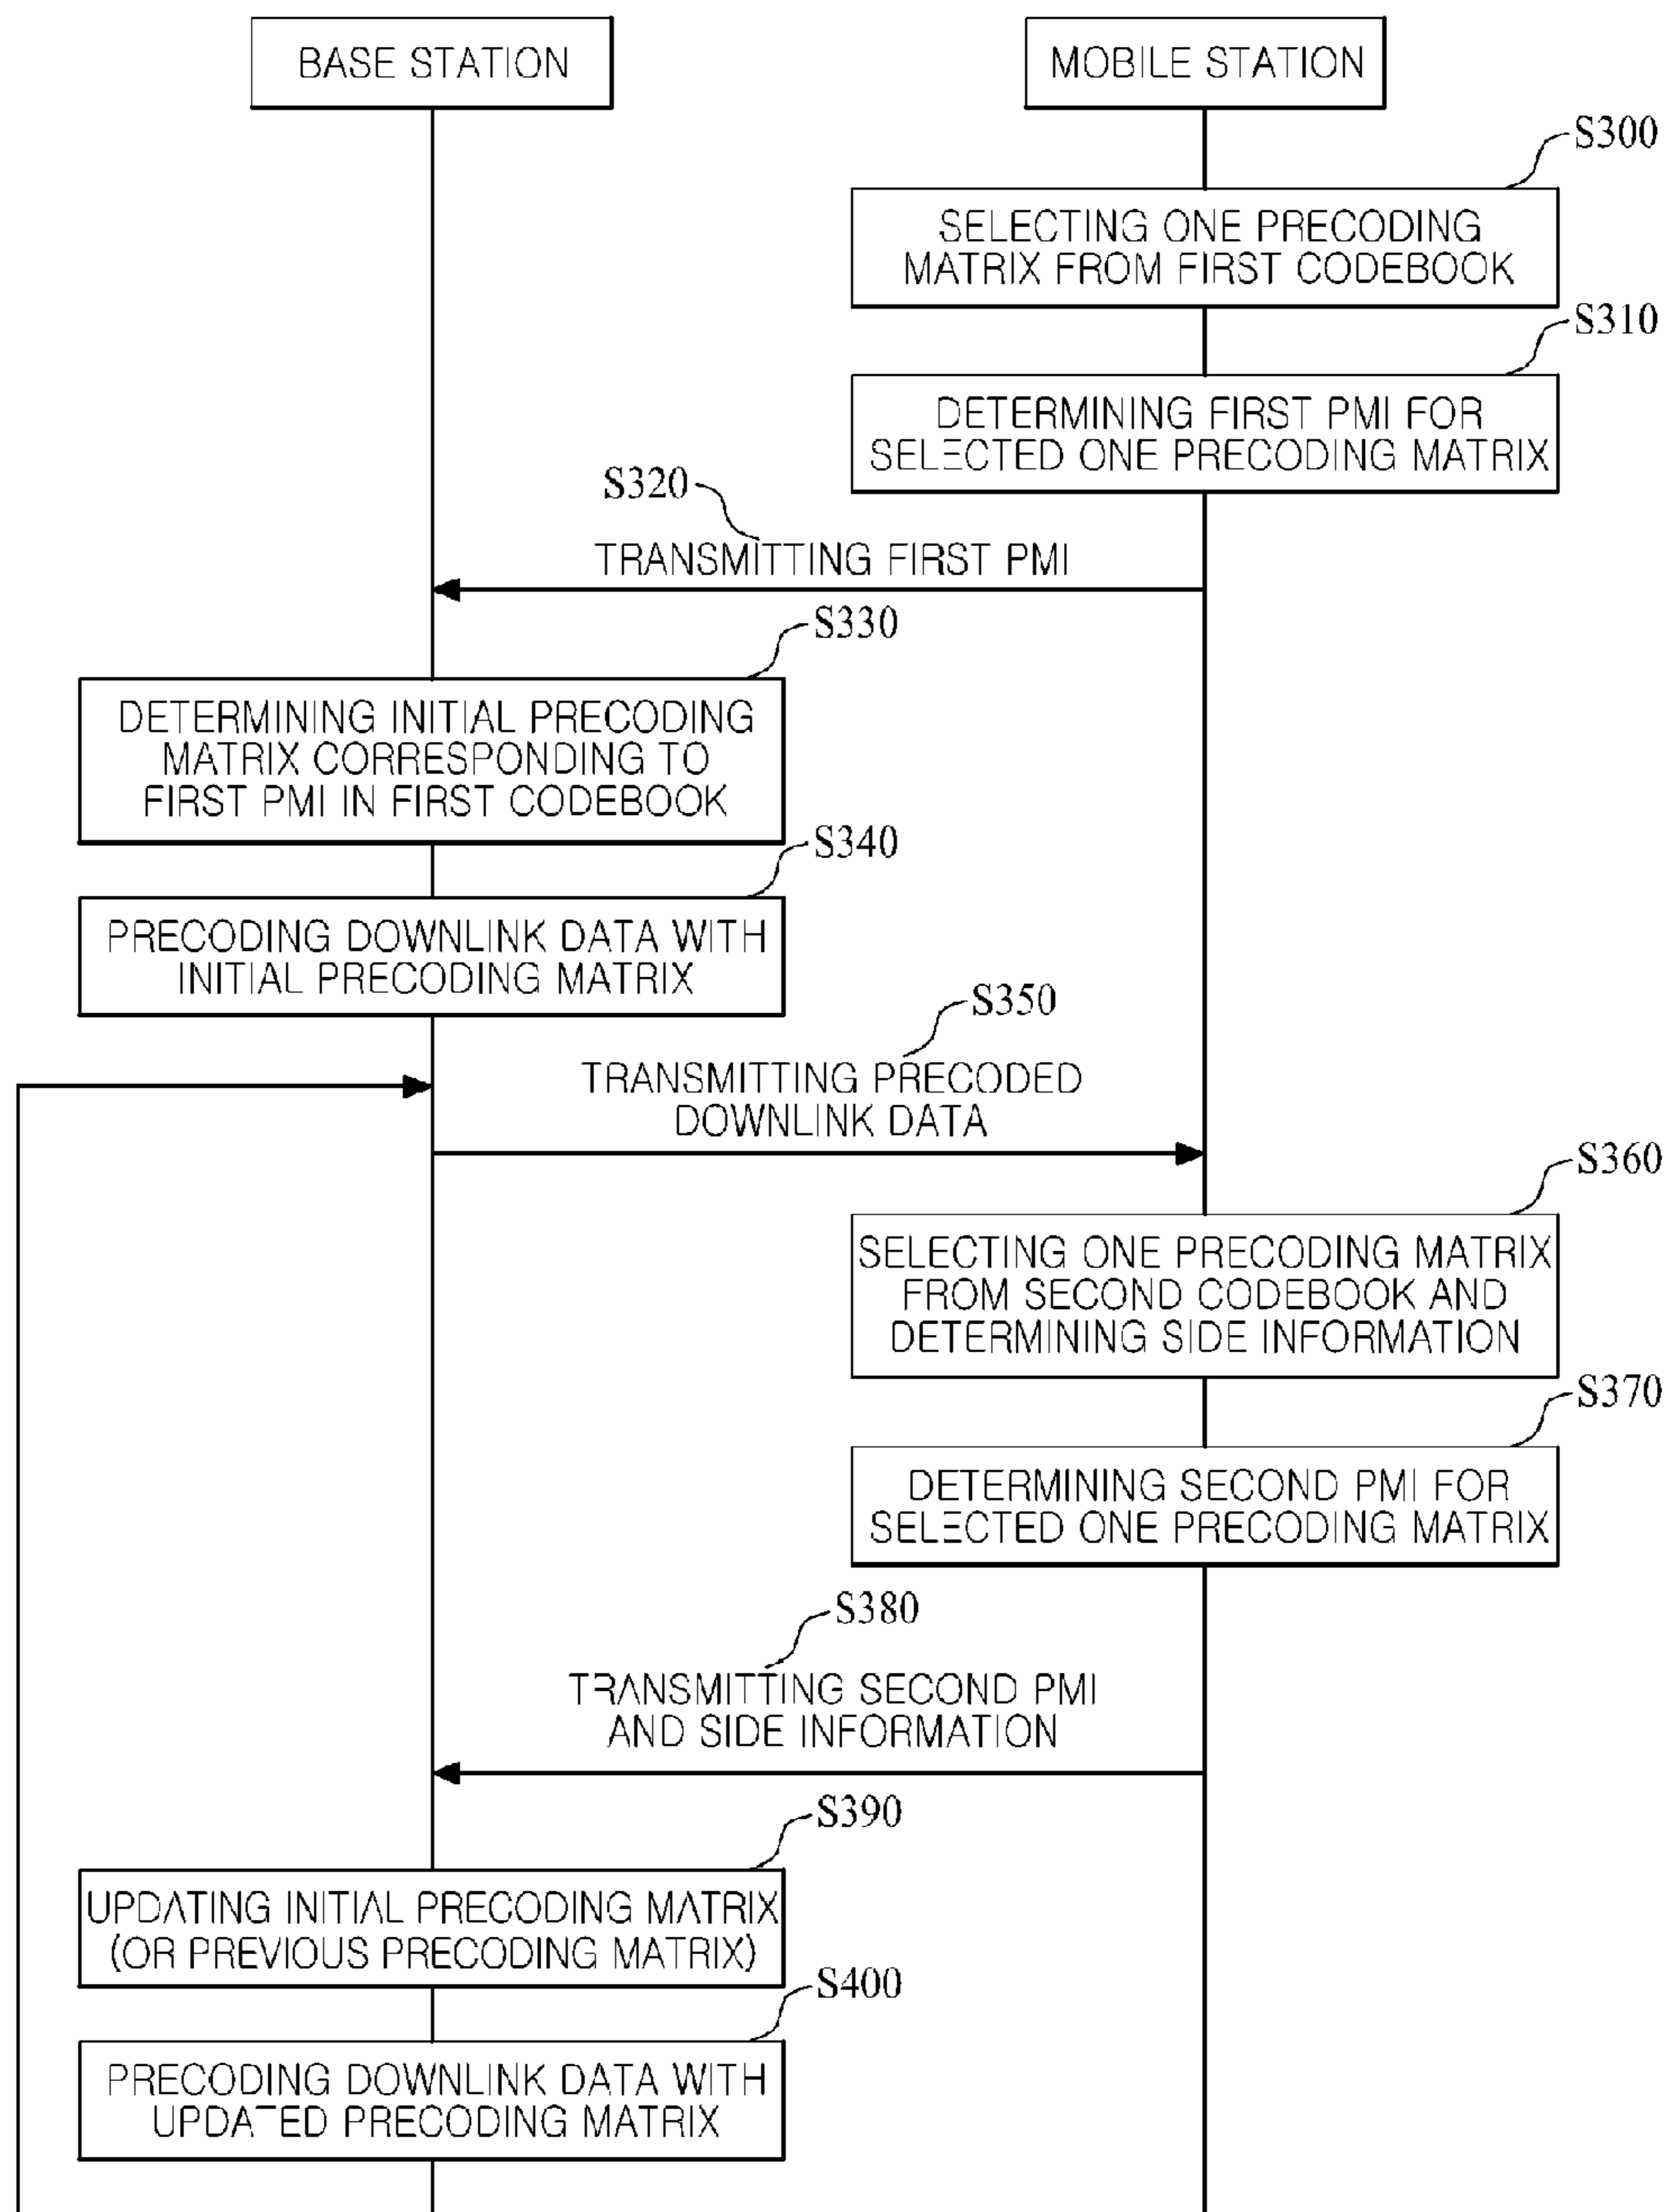 BASE STATION
MOBILE STATION
S300
SELECTING ONE PRECODING
MATRIX FROM FIRST CODEBOOK
S310
DETERMINING FIRST PMI FOR
SELECTED ONE PRECODING MATRIX
S320
TRANSMITTING FIRST PMI
S330
DETERMINING INITIAL PRECODING
MATRIX CORRESPONDING TO
FIRST PMI IN FIRST CODEBOOK
S340
PRECODING DOWNLINK DATA WITH
INITIAL PRECODING MATRIX
S350
TRANSMITTING PRECODED
DOWNLINK DATA
S360
SELECTING ONE PRECODING MATRIX
FROM SECOND CODEBOOK AND
DETERMINING SIDE INFORMATION
S370
DETERMINING SECOND PMI FOR
SELECTED ONE PRECODING MATRIX
S380
TRANSMITTING SECOND PMI
AND SIDE INFORMATION
S390
UPDATING INITIAL PRECODING MATRIX
(OR PREVIOUS PRECODING MATRIX)
S400
PRECODING DOWNLINK DATA WITH
UPDATED PRECODING MATRIX